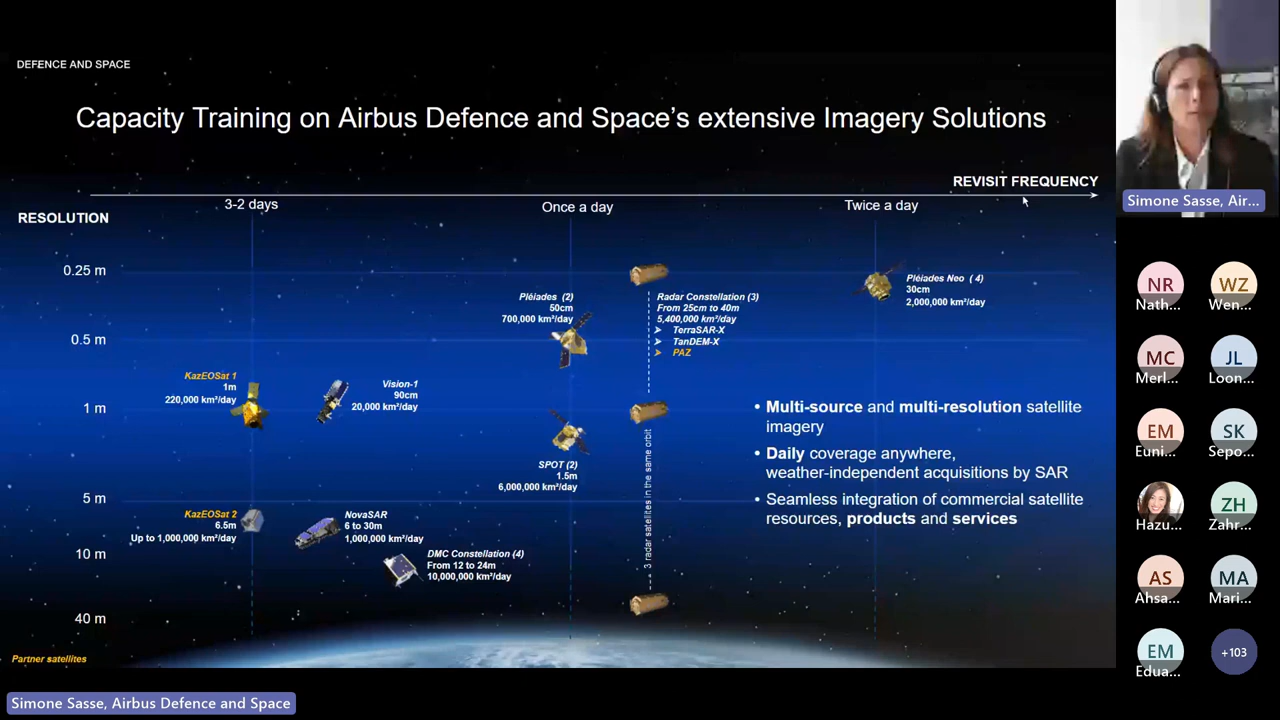 DEFENCE AND SPACE
Capacity Training on Airbus Defence and Space's extensive Imagery Solutions
REVISIT FREQUENCY
3-2 days
Once a day
Twice a day
RESOLUTION
0.25 m
0.5 m
1 m
5 m
10 m
40 m
Pléiades (2)
50cm
700,000 km²/day
Radar Constellation (3)
From 25cm to 40m
5,400,000 km²/day
TerraSAR-X
TanDEM-X
PAZ
Pléiades Neo ( 4)
30cm
2,000,000 km²/day
KazEOSat 1
1m
220,000 km²/day
Vision-1
90cm
20,000 km²/day
SPOT (2)
1.5m
6,000,000 km²/day
3 radar satellites in the same orbit
KazEOSat 2
6.5m
Up to 1,000,000 km²/day
NovaSAR
6 to 30m
1,000,000 km²/day
DMC Constellation (4)
From 12 to 24m
10,000,000 km²/day
• Multi-source and multi-resolution satellite
imagery
• Daily coverage anywhere,
weather-independent acquisitions by SAR
• Seamless integration of commercial satellite
resources, products and services
Partner satellites
Simone Sasse, Airbus Defence and Space
Simone Sasse, Air...
NR
Nath...
WZ
Wen...
MC
Merl...
JL
Loon...
EM
Euni...
SK
Sepo...
Hazu...
ZH
Zahr...
AS
Ahsa...
MA
Mari...
EM
Edua...
+103